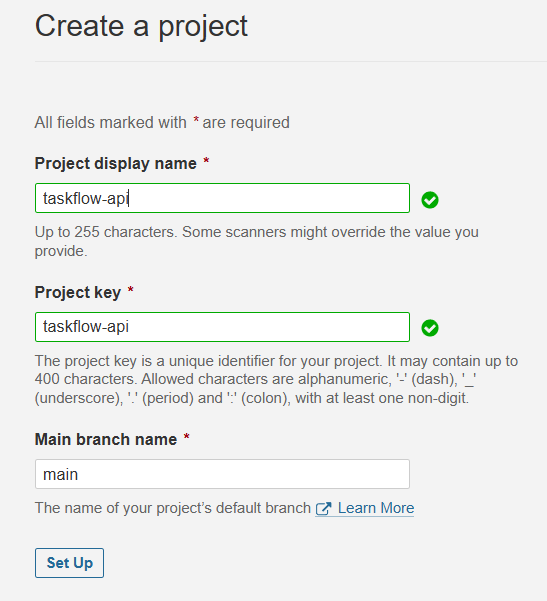 Create a project
All fields marked with * are required
Project display name *
taskflow-api
Up to 255 characters. Some scanners might override the value you
provide.
Project key *
taskflow-api
The project key is a unique identifier for your project. It may contain up to
400 characters. Allowed characters are alphanumeric, '-' (dash), '_'
(underscore), '.' (period) and ':' (colon), with at least one non-digit.
Main branch name *
main
The name of your project’s default branch Learn More
Set Up